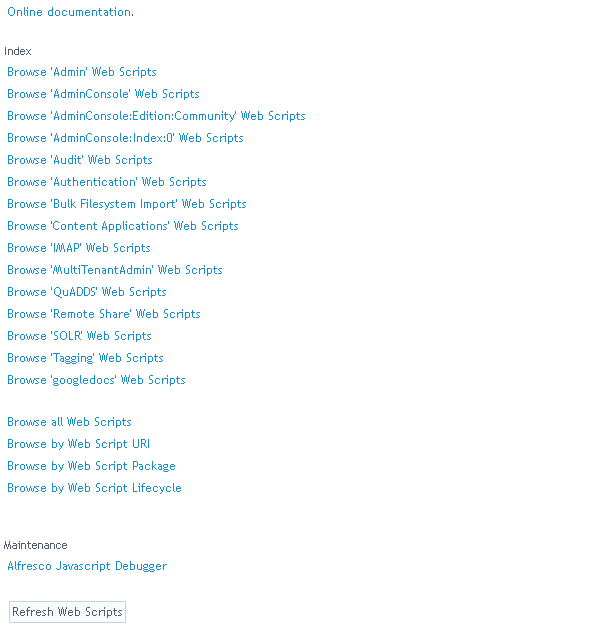 Online documentation.
Index
Browse 'Admin' Web Scripts
Browse 'AdminConsole' Web Scripts
Browse 'AdminConsole:Edition:Community' Web Scripts
Browse 'AdminConsole:Index:0' Web Scripts
Browse 'Audit' Web Scripts
Browse 'Authentication' Web Scripts
Browse 'Bulk Filesystem Import' Web Scripts
Browse 'Content Applications' Web Scripts
Browse 'IMAP' Web Scripts
Browse 'MultiTenantAdmin' Web Scripts
Browse 'QuADDS' Web Scripts
Browse 'Remote Share' Web Scripts
Browse 'SOLR' Web Scripts
Browse 'Tagging' Web Scripts
Browse 'googledocs' Web Scripts
Browse all Web Scripts
Browse by Web Script URI
Browse by Web Script Package
Browse by Web Script Lifecycle
Maintenance
Alfresco Javascript Debugger
Refresh Web Scripts